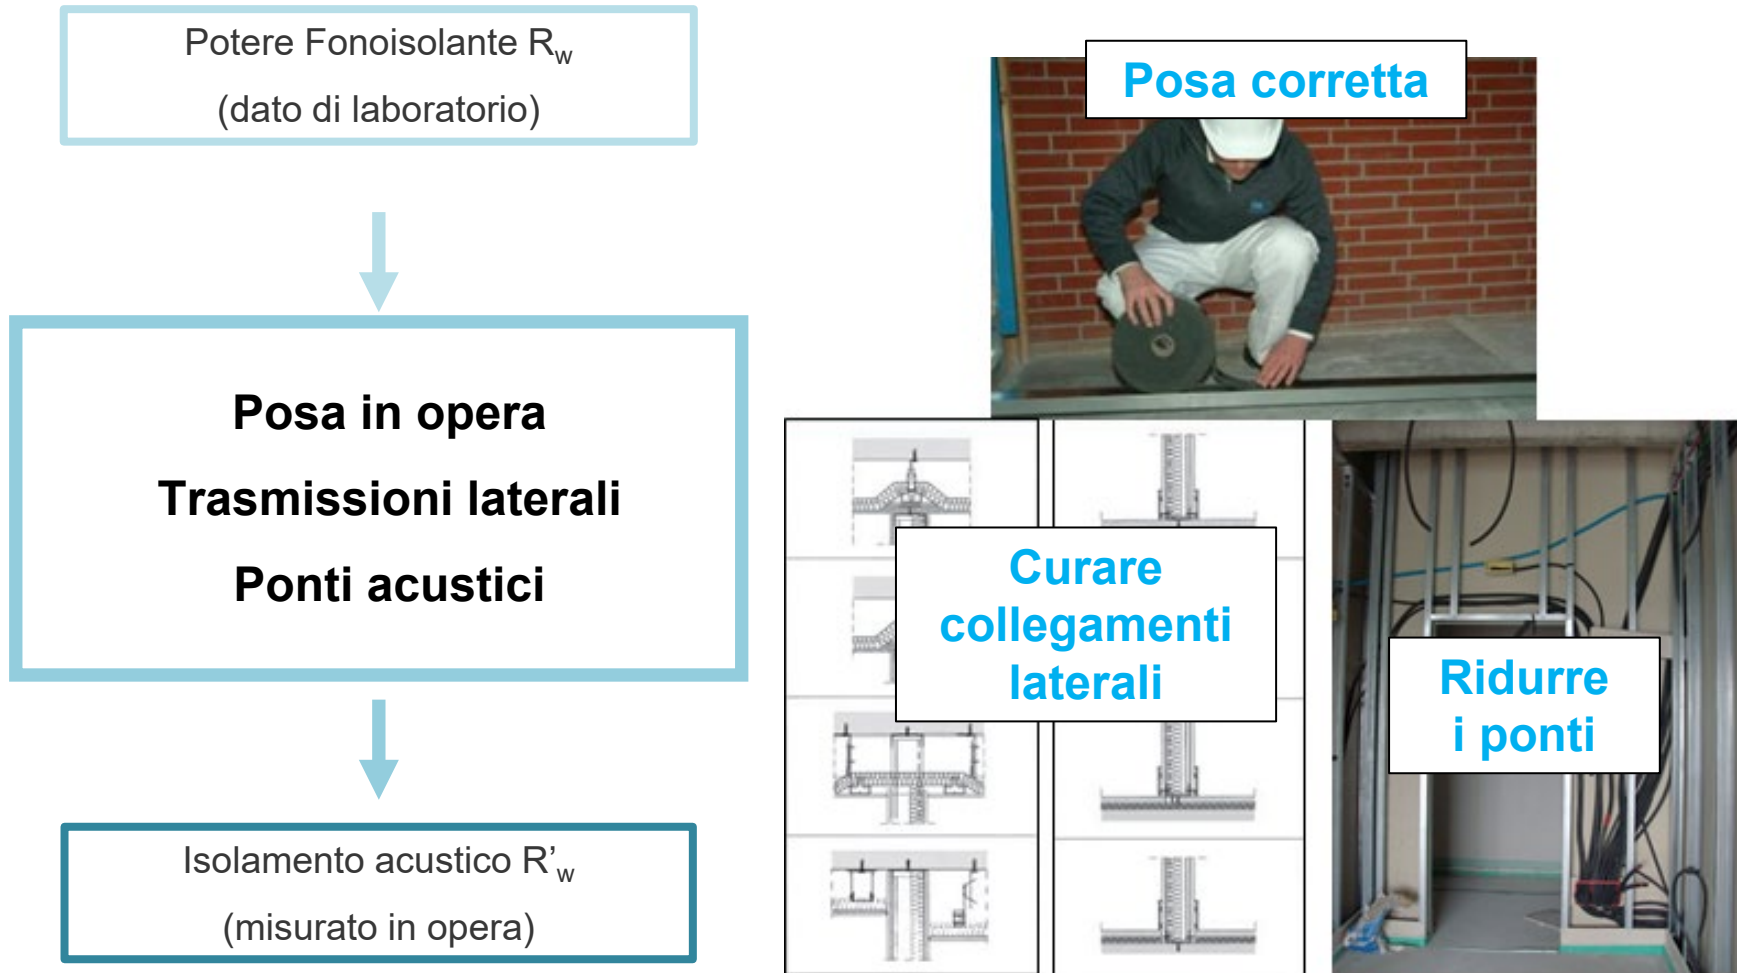 Potere Fonoisolante Rw
(dato di laboratorio)
Posa in opera
Trasmissioni laterali
Ponti acustici
Isolamento acustico R’w
(misurato in opera)
Posa corretta
Curare
collegamenti
laterali
Ridurre
i ponti